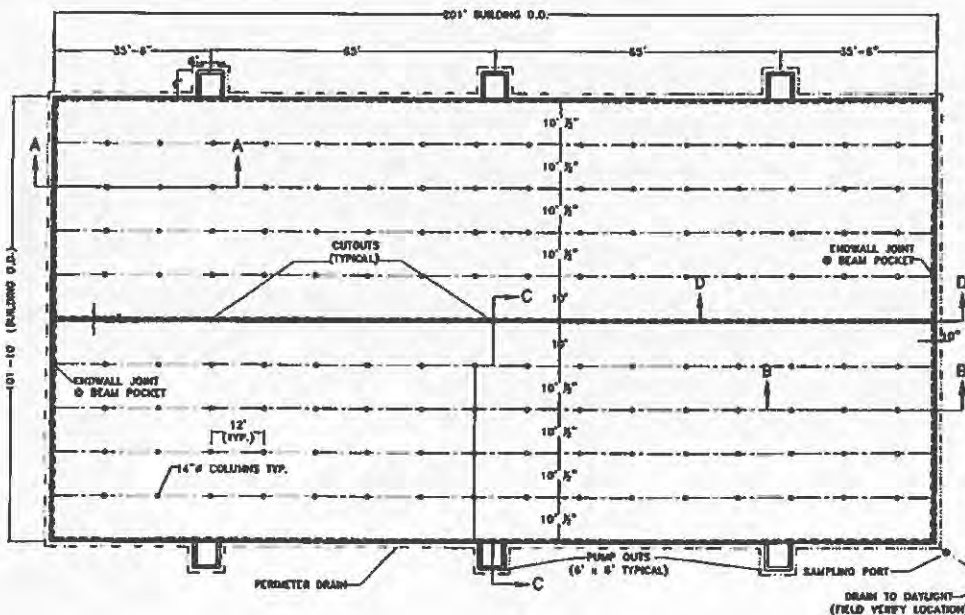 201' BUILDING O.D.
35'-6"
65'
65'
35'-6"
6'
10' ½"
A
A
10' ½"
10' ½"
CUTOUTS
(TYPICAL)
10' ½"
ENDWALL JOINT
@ BEAM POCKET
101'-10" (BUILDING O.D.)
C
10'
D
D
10'
10"
ENDWALL JOINT
@ BEAM POCKET
10' ½"
B
B
12'
(TYP.)
10' ½"
14"ø COLUMNS TYP.
10' ½"
10' ½"
PERIMETER DRAIN
C
PUMP OUTS
(6' x 6' TYPICAL)
SAMPLING PORT
DRAIN TO DAYLIGHT
(FIELD VERIFY LOCATION